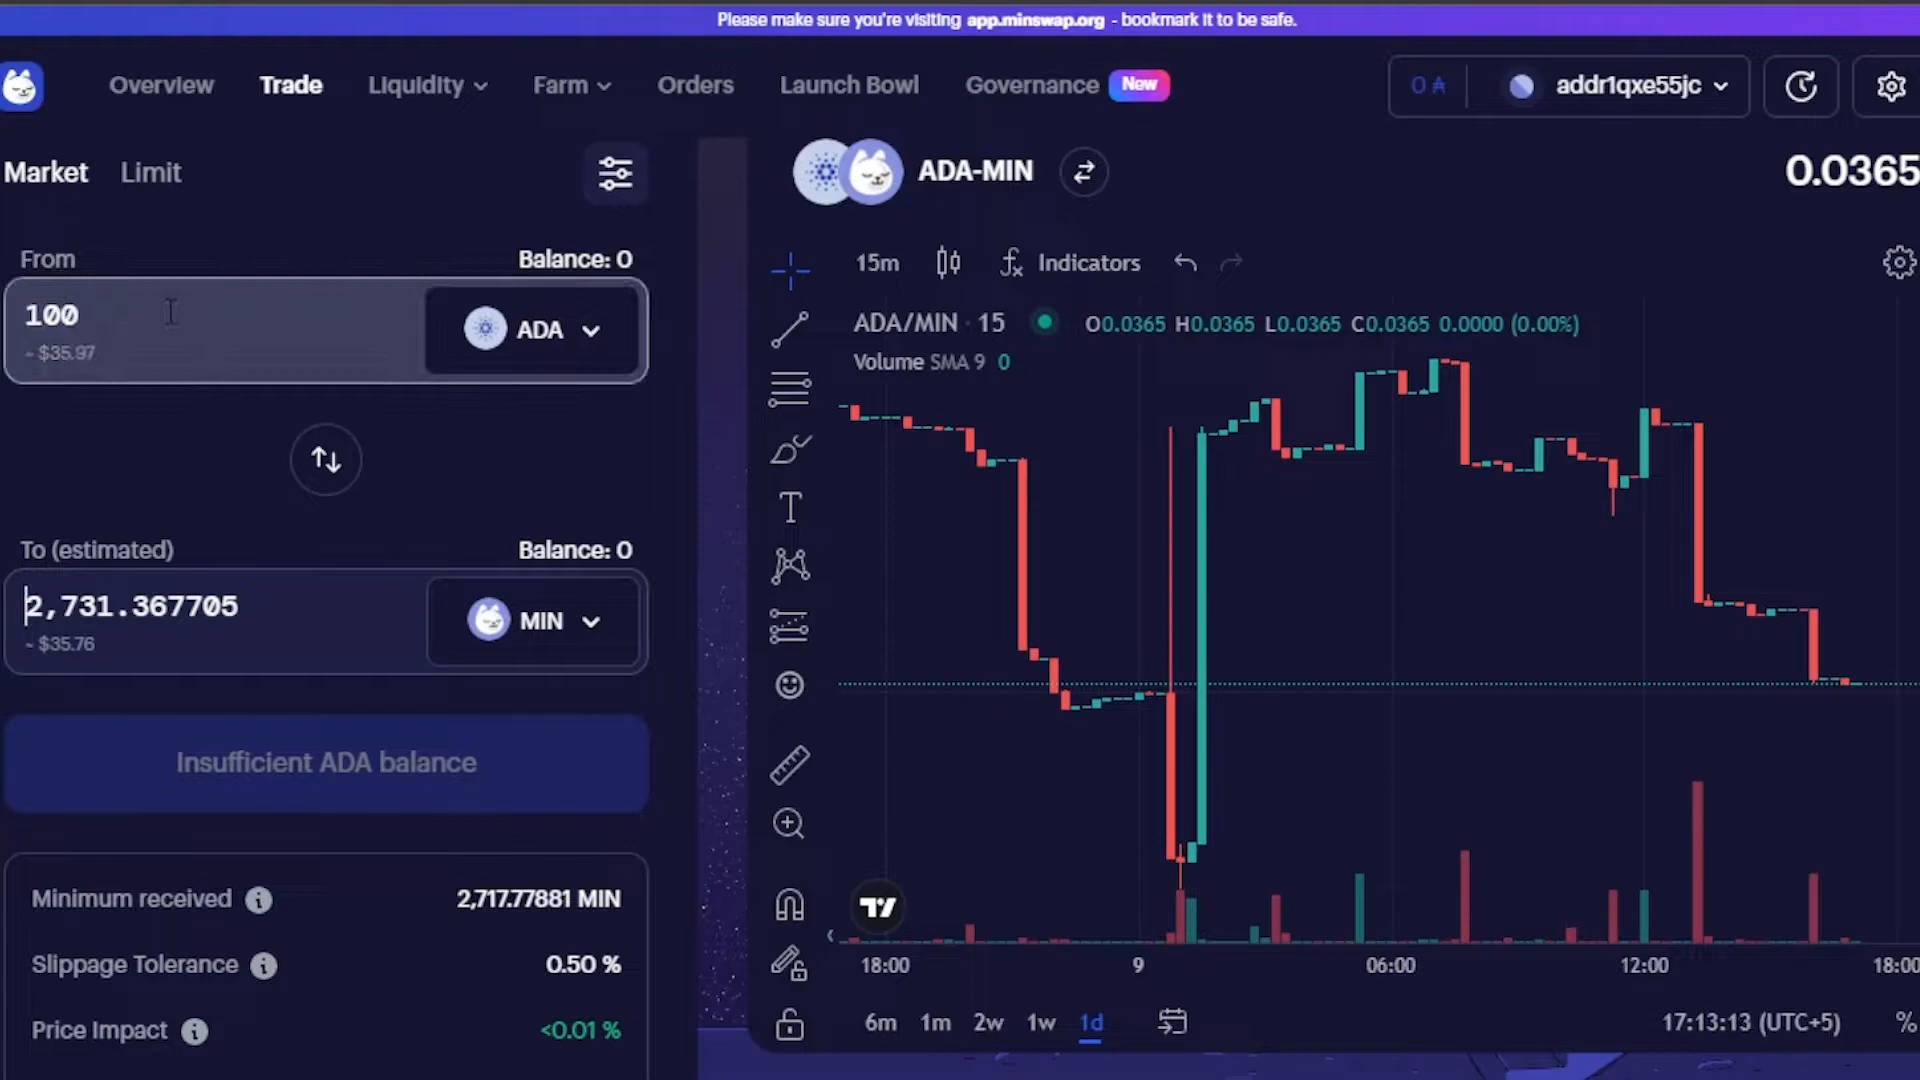 Please make sure you're visiting app.minswap.org - bookmark it to be safe.
Overview Trade Liquidity Farm Orders Launch Bowl Governance New 0 ₳ addr1qxe55jc
Market Limit
ADA-MIN 0.0365
From Balance: 0
100 ADA
~ $35.97
To (estimated) Balance: 0
2,731.367705 MIN
~ $35.76
Insufficient ADA balance
Minimum received 2,717.77881 MIN
Slippage Tolerance 0.50 %
Price Impact <0.01 %
15m Indicators
ADA/MIN · 15 O0.0365 H0.0365 L0.0365 C0.0365 0.0000 (0.00%)
Volume SMA 9 0
18:00 9 06:00 12:00 18:00
6m 1m 2w 1w 1d 17:13:13 (UTC+5) %